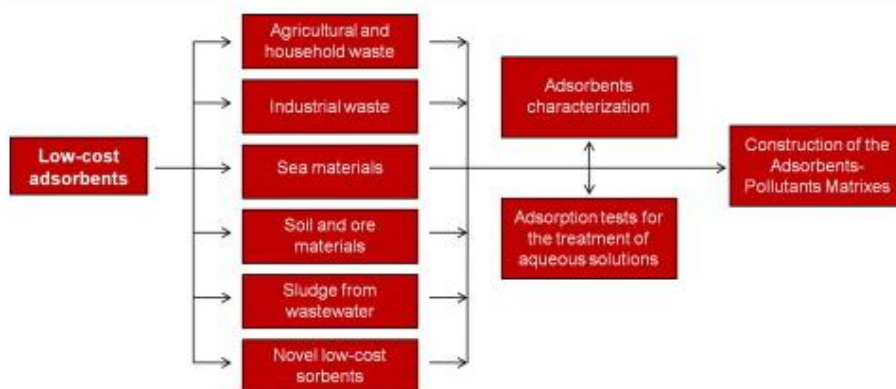 Low-cost
adsorbents
Agricultural and
household waste
Industrial waste
Sea materials
Soil and ore
materials
Sludge from
wastewater
Novel low-cost
sorbents
Adsorbents
characterization
Adsorption tests for
the treatment of
aqueous solutions
Construction of the
Adsorbents-
Pollutants Matrixes